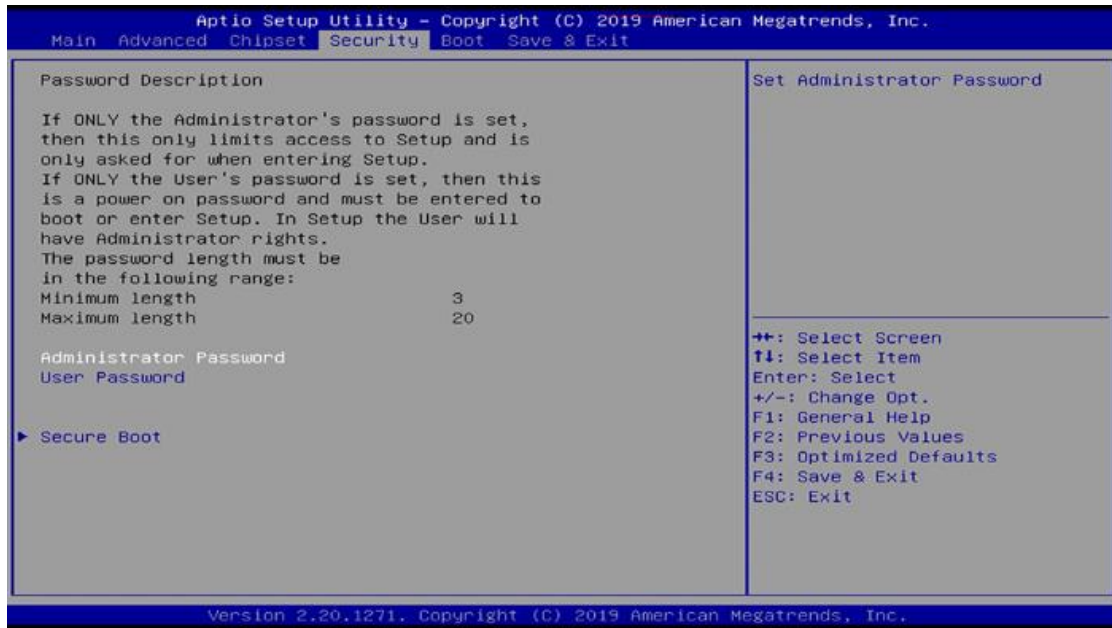 Aptio Setup Utility – Copyright (C) 2019 American Megatrends, Inc.
Main Advanced Chipset Security Boot Save & Exit
Password Description
If ONLY the Administrator's password is set,
then this only limits access to Setup and is
only asked for when entering Setup.
If ONLY the User's password is set, then this
is a power on password and must be entered to
boot or enter Setup. In Setup the User will
have Administrator rights.
The password length must be
in the following range:
Minimum length 3
Maximum length 20
Administrator Password
User Password
► Secure Boot
Set Administrator Password
→←: Select Screen
↑↓: Select Item
Enter: Select
+/-: Change Opt.
F1: General Help
F2: Previous Values
F3: Optimized Defaults
F4: Save & Exit
ESC: Exit
Version 2.20.1271. Copyright (C) 2019 American Megatrends, Inc.